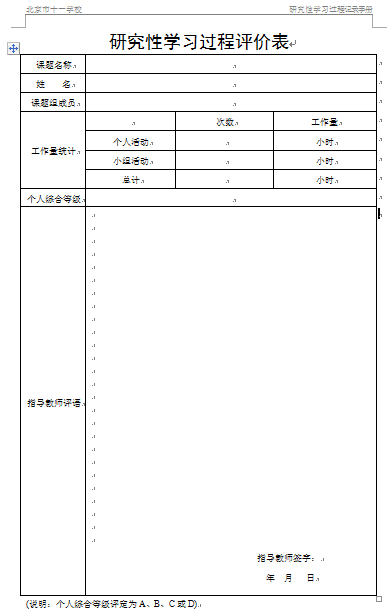 北京市十一学校 研究性学习过程记录手册
研究性学习过程评价表
课题名称
姓 名
课题组成员
工作量统计 次数 工作量
个人活动 小时
小组活动 小时
总计 小时
个人综合等级
指导教师评语
指导教师签字：
年 月 日
(说明：个人综合等级评定为 A、B、C 或 D)